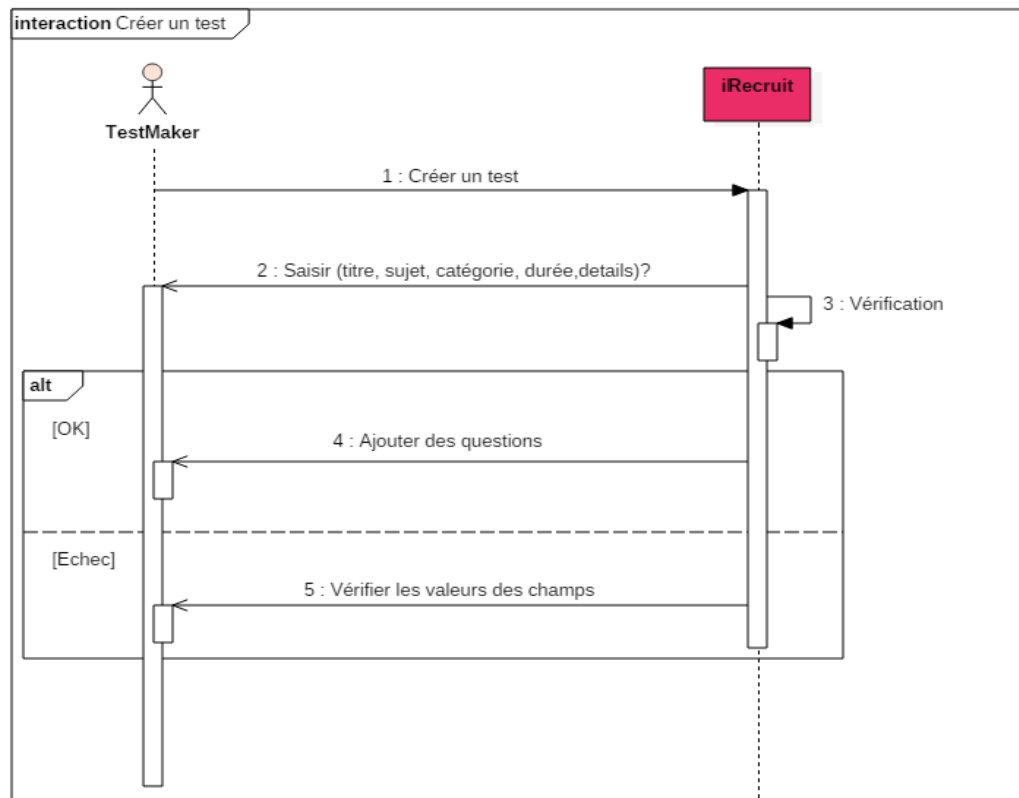 interaction Créer un test
TestMaker
iRecruit
1 : Créer un test
2 : Saisir (titre, sujet, catégorie, durée,details)?
3 : Vérification
alt
[OK]
4 : Ajouter des questions
[Echec]
5 : Vérifier les valeurs des champs